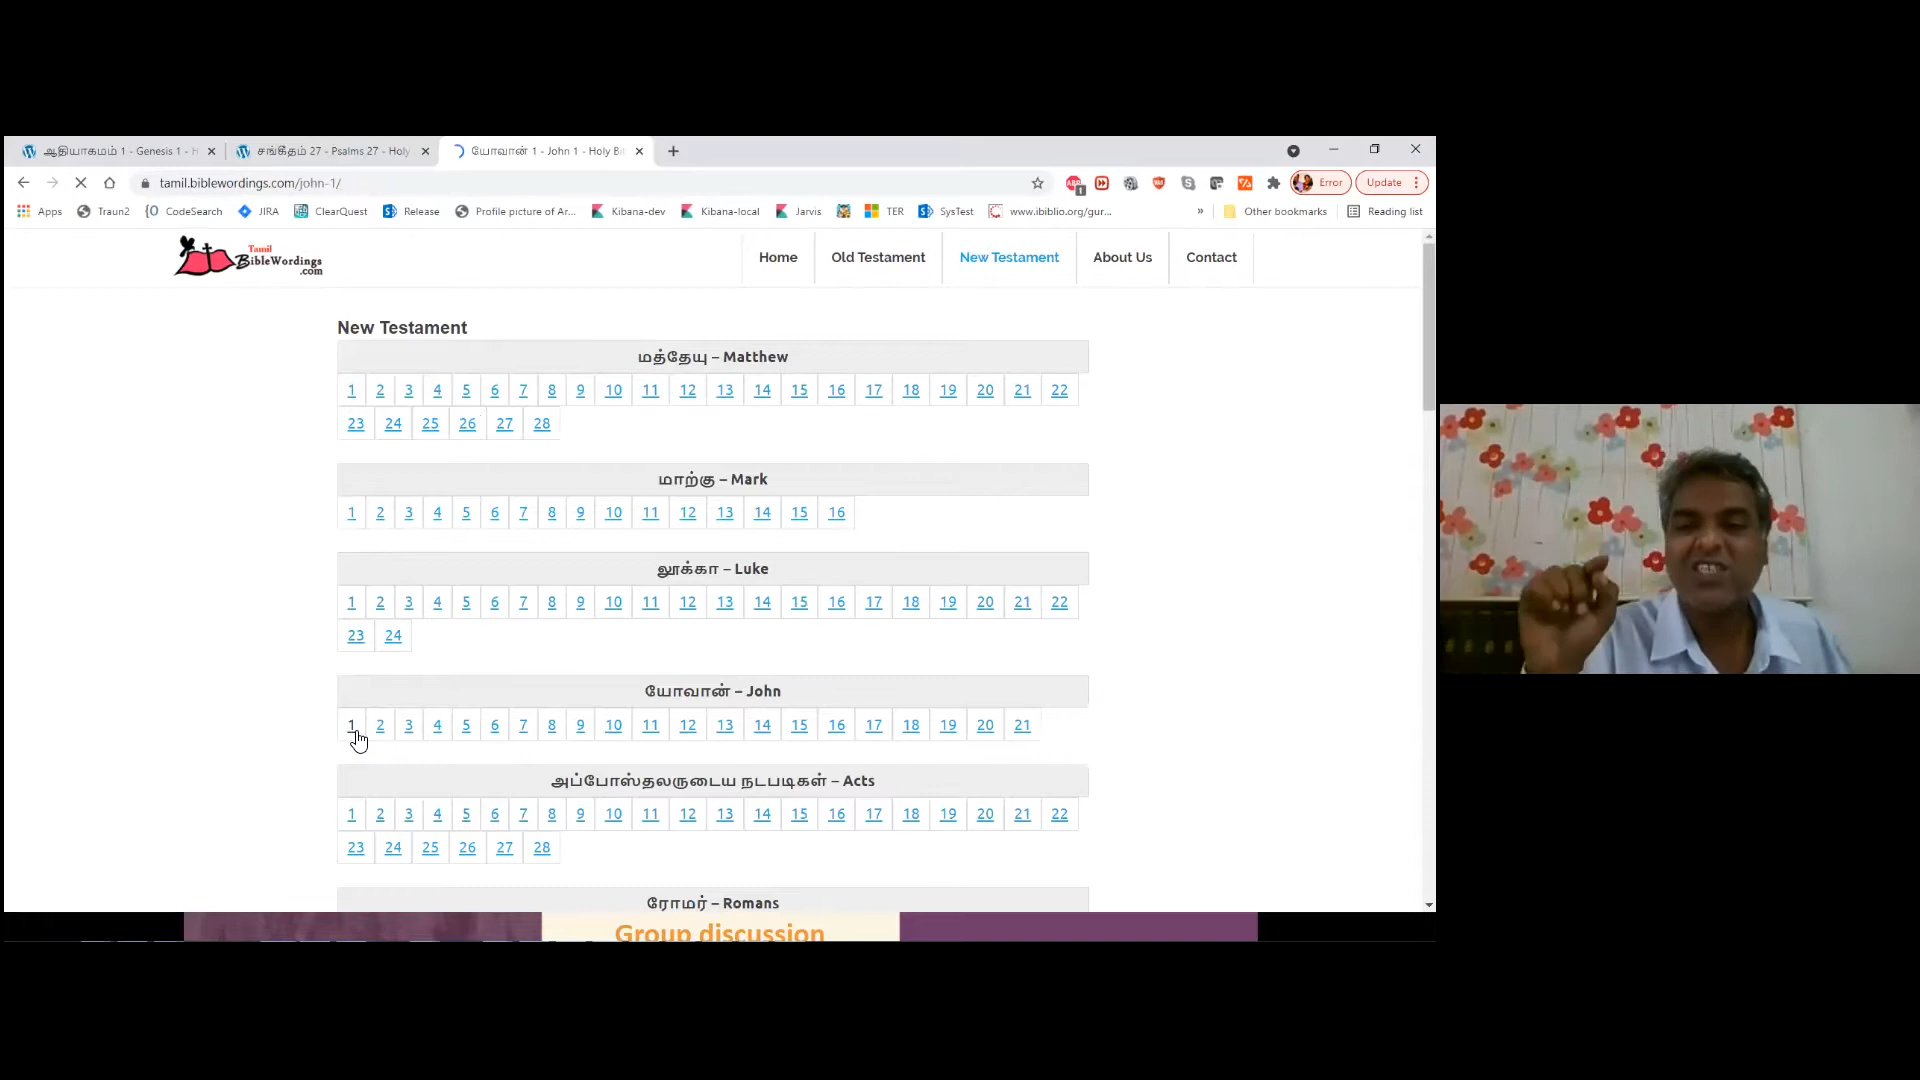 ஆதியாகமம் 1 - Genesis 1 - H
சங்கீதம் 27 - Psalms 27 - Holy
யோவான் 1 - John 1 - Holy Bi
tamil.biblewordings.com/john-1/
Error
Update
Apps
Traun2
CodeSearch
JIRA
ClearQuest
Release
Profile picture of Ar...
Kibana-dev
Kibana-local
Jarvis
TER
SysTest
www.ibiblio.org/gur...
»
Other bookmarks
Reading list
Tamil
BibleWordings
.com
Home
Old Testament
New Testament
About Us
Contact
New Testament
மத்தேயு – Matthew
1 2 3 4 5 6 7 8 9 10 11 12 13 14 15 16 17 18 19 20 21 22
23 24 25 26 27 28
மாற்கு – Mark
1 2 3 4 5 6 7 8 9 10 11 12 13 14 15 16
லூக்கா – Luke
1 2 3 4 5 6 7 8 9 10 11 12 13 14 15 16 17 18 19 20 21 22
23 24
யோவான் – John
1 2 3 4 5 6 7 8 9 10 11 12 13 14 15 16 17 18 19 20 21
அப்போஸ்தலருடைய நடபடிகள் – Acts
1 2 3 4 5 6 7 8 9 10 11 12 13 14 15 16 17 18 19 20 21 22
23 24 25 26 27 28
ரோமர் – Romans
Group discussion